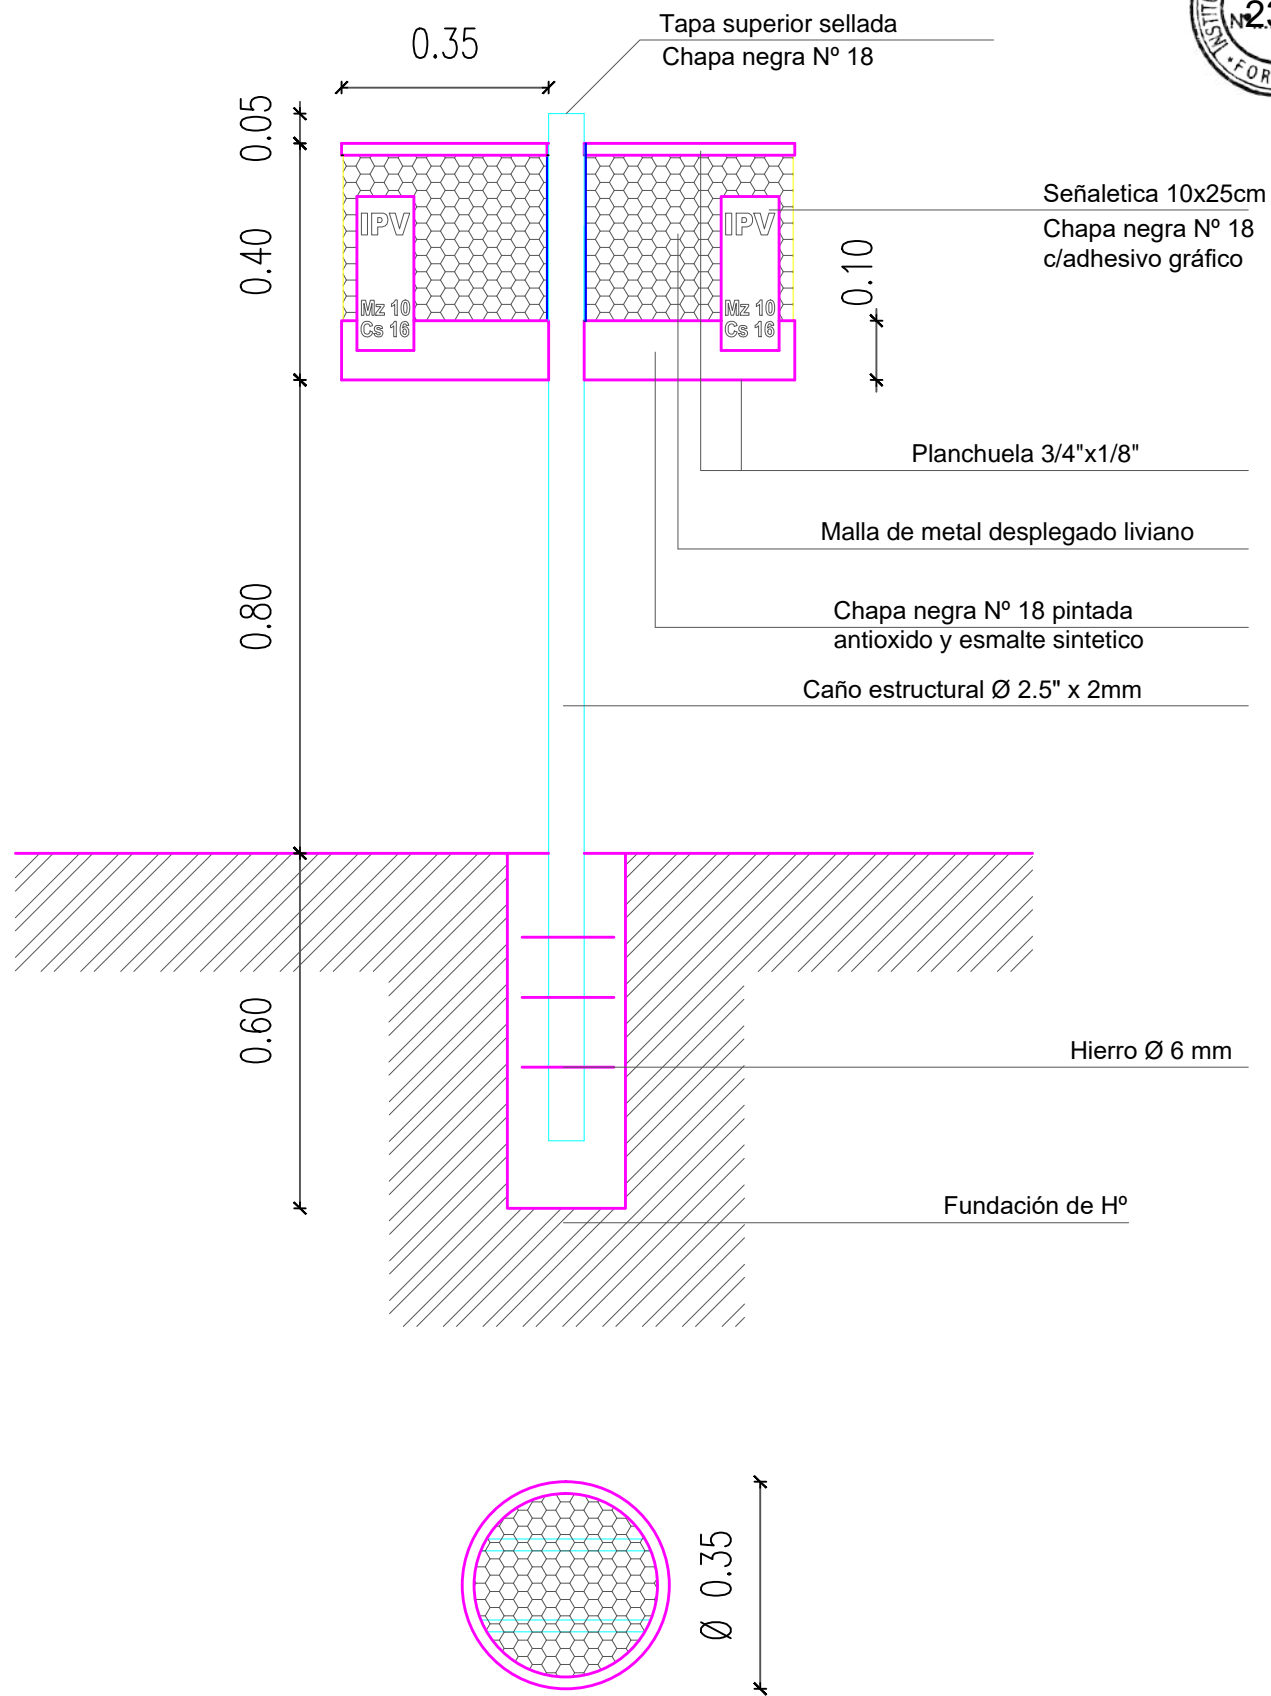 Tapa superior sellada
Chapa negra Nº 18
0.35
0.05
0.40
IPV
Mz 10
Cs 16
IPV
Mz 10
Cs 16
Señaletica 10x25cm
Chapa negra Nº 18
c/adhesivo gráfico
0.10
Planchuela 3/4"x1/8"
Malla de metal desplegado liviano
0.80
Chapa negra Nº 18 pintada
antioxido y esmalte sintetico
Caño estructural Ø 2.5" x 2mm
0.60
Hierro Ø 6 mm
Fundación de Hº
Ø 0.35